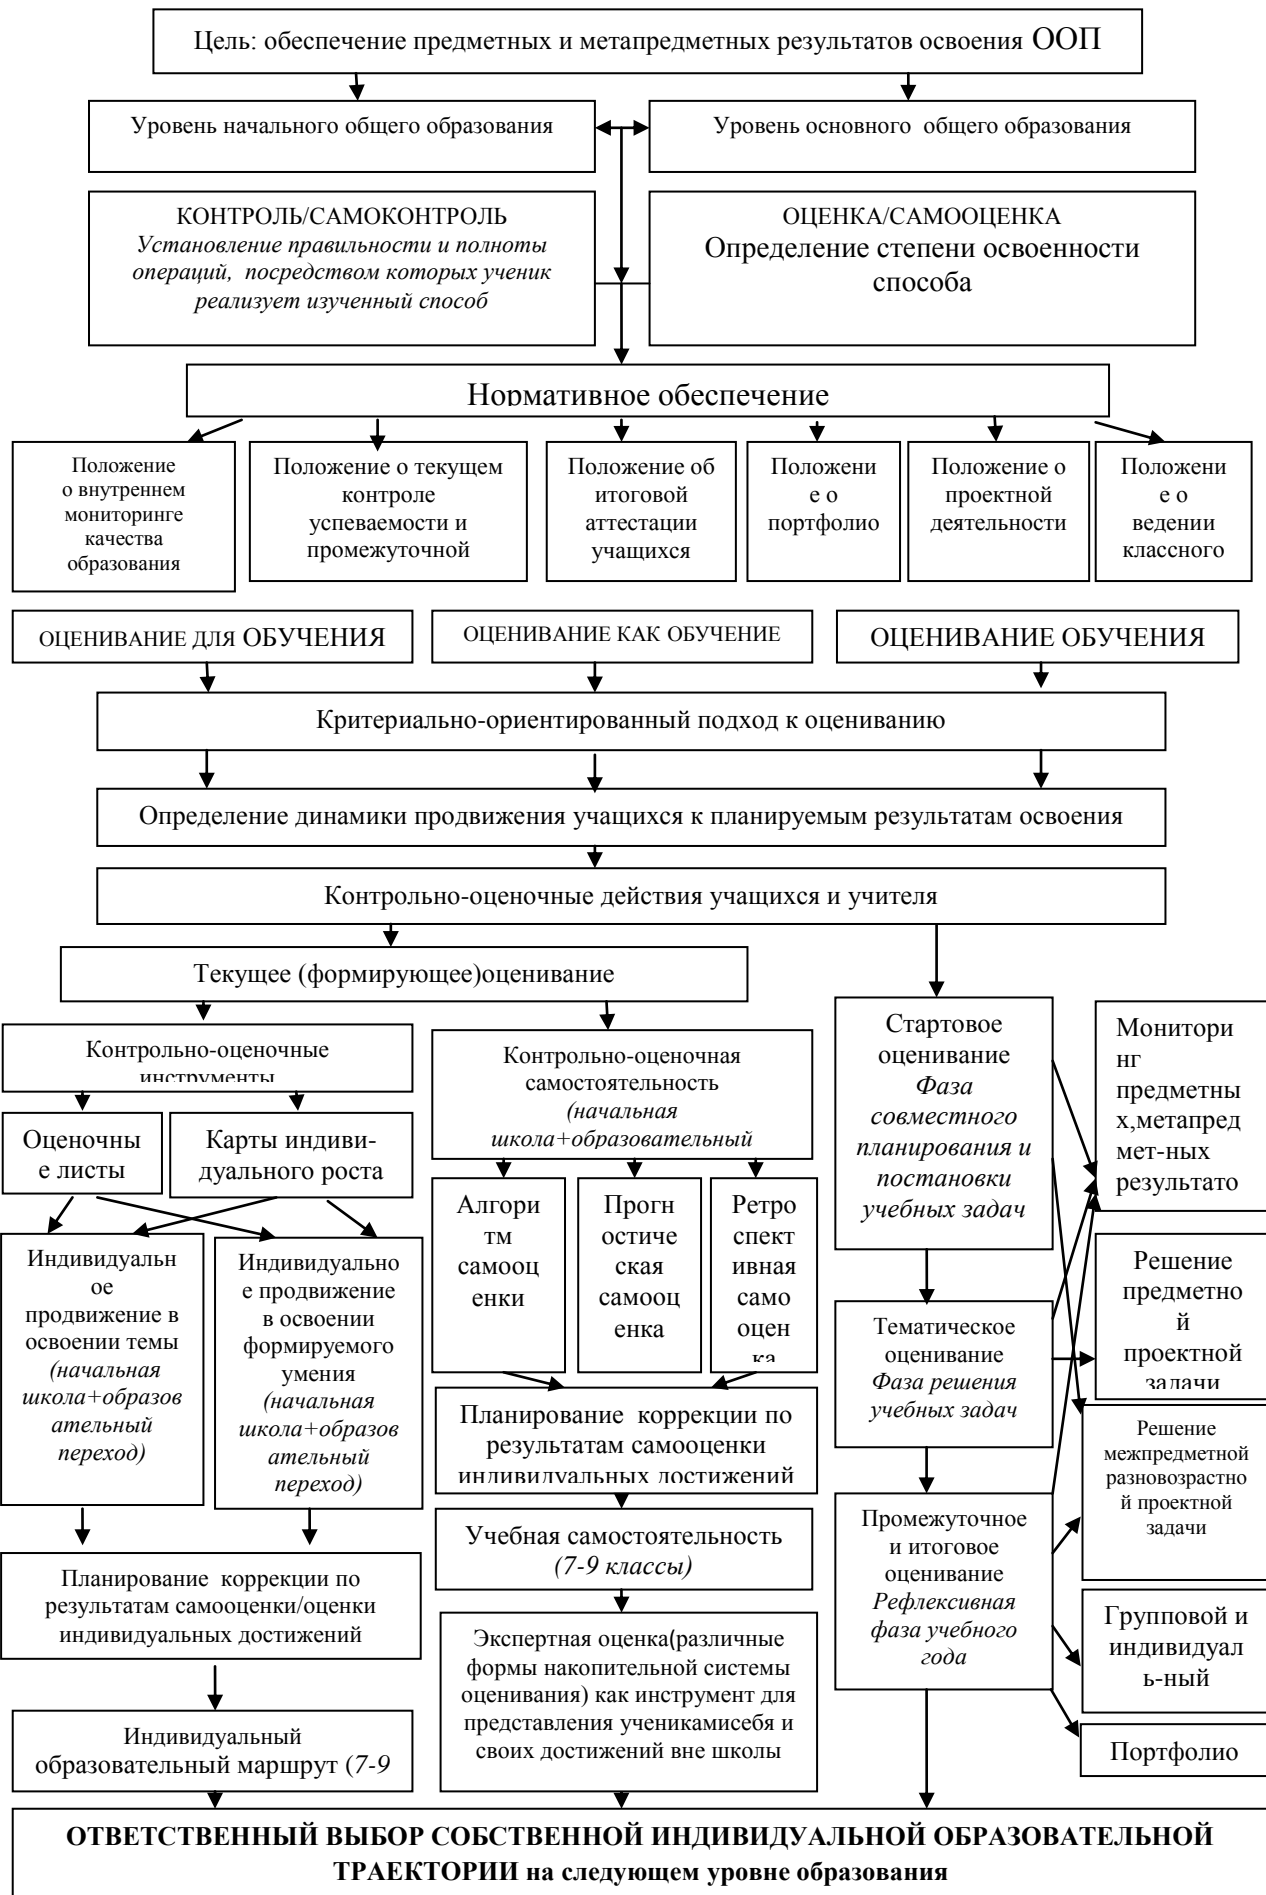 Цель: обеспечение предметных и метапредметных результатов освоения ООП
Уровень начального общего образования
Уровень основного общего образования
КОНТРОЛЬ/САМОКОНТРОЛЬ
Установление правильности и полноты
операций, посредством которых ученик
реализует изученный способ
ОЦЕНКА/САМООЦЕНКА
Определение степени освоенности
способа
Нормативное обеспечение
Положение
о внутреннем
мониторинге
качества
образования
Положение о текущем
контроле
успеваемости и
промежуточной
Положение об
итоговой
аттестации
учащихся
Положени
е о
портфолио
Положение о
проектной
деятельности
Положени
е о
ведении
классного
ОЦЕНИВАНИЕ ДЛЯ ОБУЧЕНИЯ
ОЦЕНИВАНИЕ КАК ОБУЧЕНИЕ
ОЦЕНИВАНИЕ ОБУЧЕНИЯ
Критериально-ориентированный подход к оцениванию
Определение динамики продвижения учащихся к планируемым результатам освоения
Контрольно-оценочные действия учащихся и учителя
Текущее (формирующее)оценивание
Контрольно-оценочные
инструменты
Оценочны
е листы
Карты индиви-
дуального роста
Индивидуальн
ое
продвижение в
освоении темы
(начальная
школа+образов
ательный
переход)
Индивидуально
е продвижение
в освоении
формируемого
умения
(начальная
школа+образов
ательный
переход)
Планирование коррекции по
результатам самооценки/оценки
индивидуальных достижений
Индивидуальный
образовательный маршрут (7-9
Контрольно-оценочная
самостоятельность
(начальная
школа+образовательный
Алгори
тм
самооц
енки
Прогн
остиче
ская
самооц
енка
Ретро
спект
ивная
само
оцен
ка
Планирование коррекции по
результатам самооценки
индивидуальных достижений
Учебная самостоятельность
(7-9 классы)
Экспертная оценка(различные
формы накопительной системы
оценивания) как инструмент для
представления ученикамисебя и
своих достижений вне школы
Стартовое
оценивание
Фаза
совместного
планирования и
постановки
учебных задач
Тематическое
оценивание
Фаза решения
учебных задач
Промежуточное
и итоговое
оценивание
Рефлексивная
фаза учебного
года
Монитори
нг
предметны
х,метапред
мет-ных
результато
Решение
предметно
й
проектной
задачи
Решение
межпредметной
разновозрастно
й проектной
задачи
Групповой и
индивидуал
ь-ный
Портфолио
ОТВЕТСТВЕННЫЙ ВЫБОР СОБСТВЕННОЙ ИНДИВИДУАЛЬНОЙ ОБРАЗОВАТЕЛЬНОЙ
ТРАЕКТОРИИ на следующем уровне образования